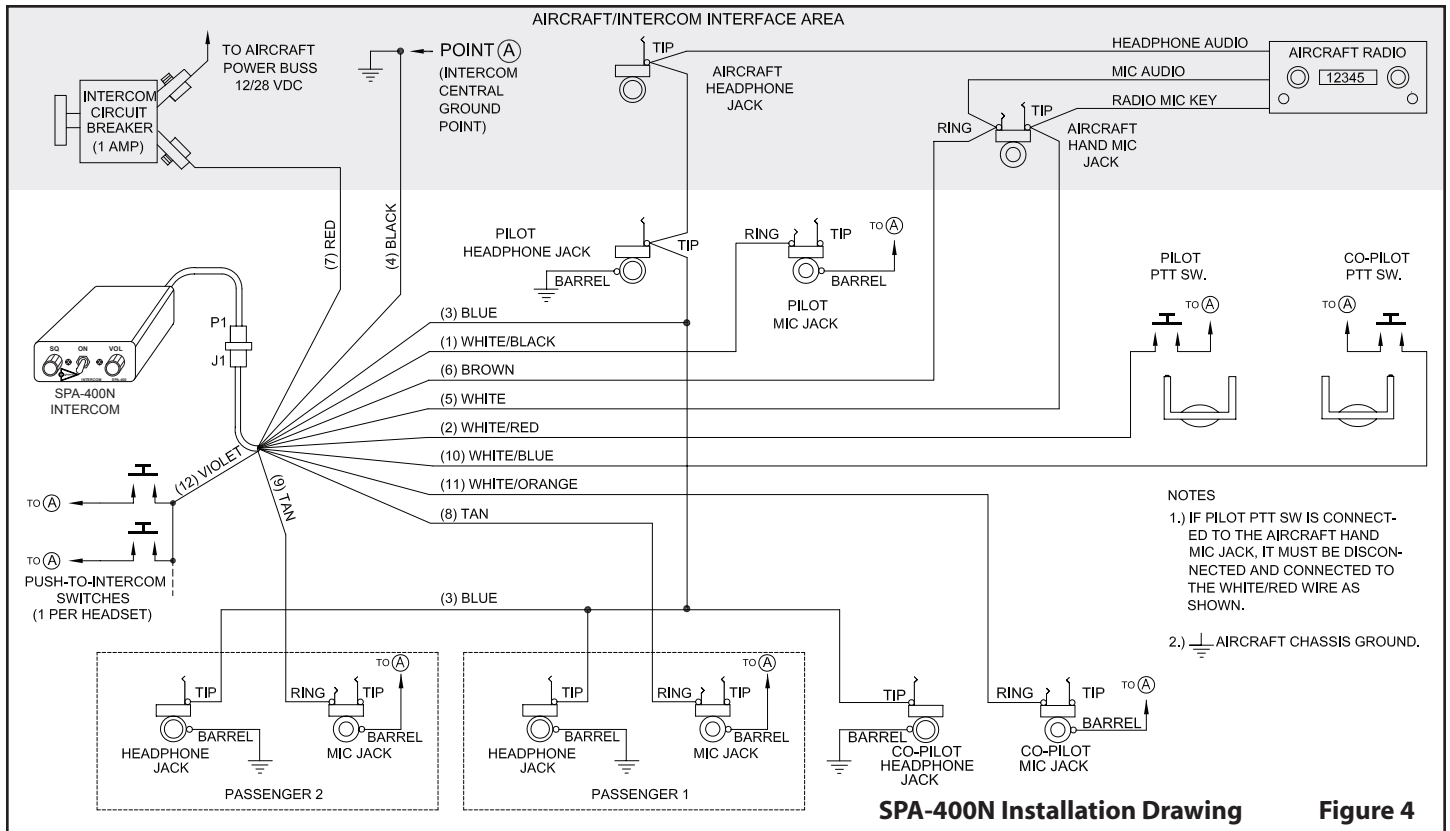 AIRCRAFT/INTERCOM INTERFACE AREA
TO AIRCRAFT
POWER BUSS
12/28 VDC
INTERCOM
CIRCUIT
BREAKER
(1 AMP)
POINT Ⓐ
(INTERCOM
CENTRAL
GROUND
POINT)
TIP
AIRCRAFT
HEADPHONE
JACK
HEADPHONE AUDIO
MIC AUDIO
RADIO MIC KEY
AIRCRAFT RADIO
12345
RING
TIP
AIRCRAFT
HAND MIC
JACK
(7) RED
(4) BLACK
PILOT
HEADPHONE JACK
TIP
BARREL
RING
TIP
TO Ⓐ
BARREL
PILOT
MIC JACK
PILOT
PTT SW.
TO Ⓐ
CO-PILOT
PTT SW.
TO Ⓐ
P1
J1
SQ
ON
VOL
INTERCOM
SPA-400
SPA-400N
INTERCOM
(3) BLUE
(1) WHITE/BLACK
(6) BROWN
(5) WHITE
(2) WHITE/RED
(10) WHITE/BLUE
(11) WHITE/ORANGE
(8) TAN
(12) VIOLET
(9) TAN
TO Ⓐ
TO Ⓐ
PUSH-TO-INTERCOM
SWITCHES
(1 PER HEADSET)
NOTES
1.) IF PILOT PTT SW IS CONNECT-
ED TO THE AIRCRAFT HAND
MIC JACK, IT MUST BE DISCON-
NECTED AND CONNECTED TO
THE WHITE/RED WIRE AS
SHOWN.
2.) AIRCRAFT CHASSIS GROUND.
(3) BLUE
TIP
BARREL
HEADPHONE
JACK
RING
TIP
TO Ⓐ
BARREL
MIC JACK
PASSENGER 2
TIP
BARREL
HEADPHONE
JACK
RING
TIP
TO Ⓐ
BARREL
MIC JACK
PASSENGER 1
TIP
BARREL
CO-PILOT
HEADPHONE
JACK
RING
TIP
TO Ⓐ
BARREL
CO-PILOT
MIC JACK
SPA-400N Installation Drawing
Figure 4